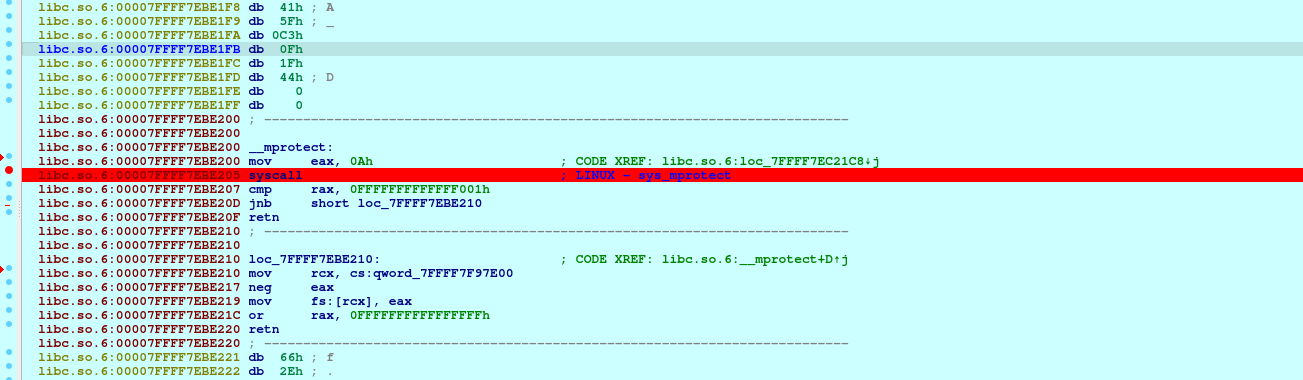 libc.so.6:00007FFFF7EBE1F8 db  41h ; A
libc.so.6:00007FFFF7EBE1F9 db  5Fh ; _
libc.so.6:00007FFFF7EBE1FA db 0C3h
libc.so.6:00007FFFF7EBE1FB db  0Fh
libc.so.6:00007FFFF7EBE1FC db  1Fh
libc.so.6:00007FFFF7EBE1FD db  44h ; D
libc.so.6:00007FFFF7EBE1FE db    0
libc.so.6:00007FFFF7EBE1FF db    0
libc.so.6:00007FFFF7EBE200 ; ---------------------------------------------------------------------------
libc.so.6:00007FFFF7EBE200
libc.so.6:00007FFFF7EBE200 __mprotect:
libc.so.6:00007FFFF7EBE200 mov     eax, 0Ah                        ; CODE XREF: libc.so.6:loc_7FFFF7EC21C8↓j
libc.so.6:00007FFFF7EBE205 syscall                                 ; LINUX - sys_mprotect
libc.so.6:00007FFFF7EBE207 cmp     rax, 0FFFFFFFFFFFFF001h
libc.so.6:00007FFFF7EBE20D jnb     short loc_7FFFF7EBE210
libc.so.6:00007FFFF7EBE20F retn
libc.so.6:00007FFFF7EBE210 ; ---------------------------------------------------------------------------
libc.so.6:00007FFFF7EBE210
libc.so.6:00007FFFF7EBE210 loc_7FFFF7EBE210:                       ; CODE XREF: libc.so.6:__mprotect+D↑j
libc.so.6:00007FFFF7EBE210 mov     rcx, cs:qword_7FFFF7F97E00
libc.so.6:00007FFFF7EBE217 neg     eax
libc.so.6:00007FFFF7EBE219 mov     fs:[rcx], eax
libc.so.6:00007FFFF7EBE21C or      rax, 0FFFFFFFFFFFFFFFFh
libc.so.6:00007FFFF7EBE220 retn
libc.so.6:00007FFFF7EBE220 ; ---------------------------------------------------------------------------
libc.so.6:00007FFFF7EBE221 db  66h ; f
libc.so.6:00007FFFF7EBE222 db  2Eh ; .